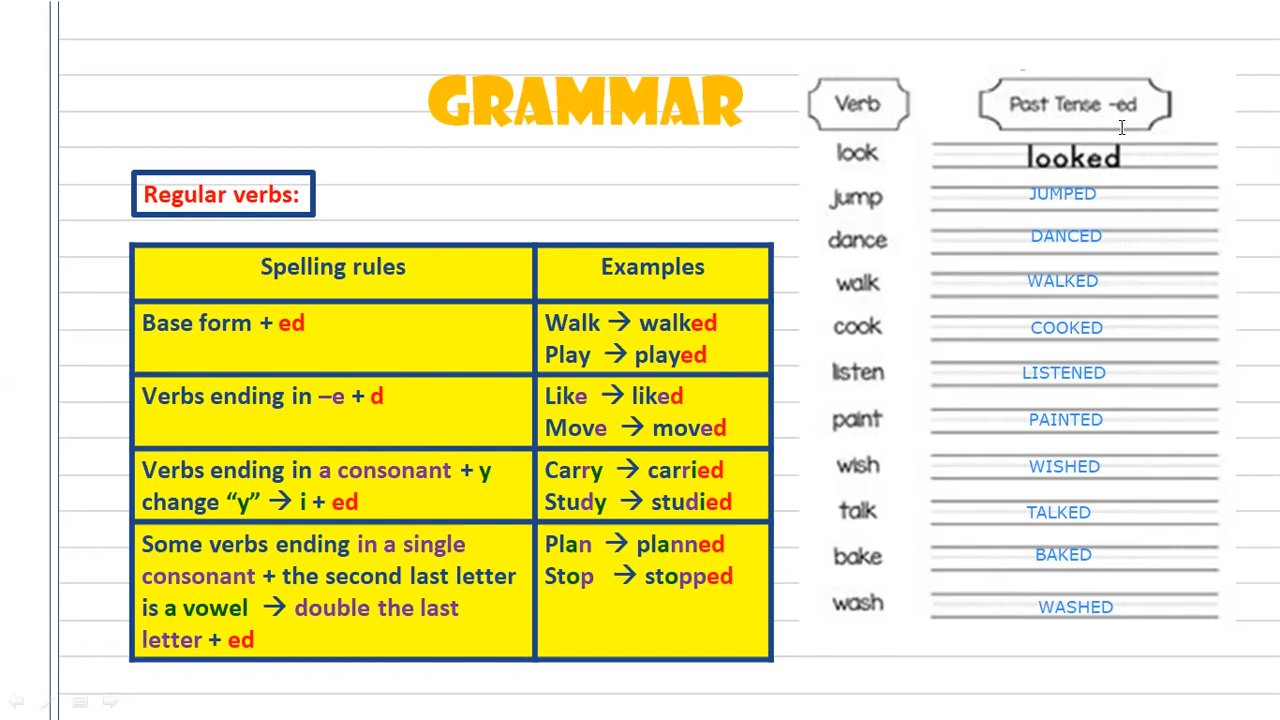 GRAMMAR
Regular verbs:
Spelling rules
Examples
Base form + ed
Walk → walked
Play → played
Verbs ending in –e + d
Like → liked
Move → moved
Verbs ending in a consonant + y
change “y” → i + ed
Carry → carried
Study → studied
Some verbs ending in a single
consonant + the second last letter
is a vowel → double the last
letter + ed
Plan → planned
Stop → stopped
Verb
Past Tense -ed
look looked
jump JUMPED
dance DANCED
walk WALKED
cook COOKED
listen LISTENED
paint PAINTED
wish WISHED
talk TALKED
bake BAKED
wash WASHED